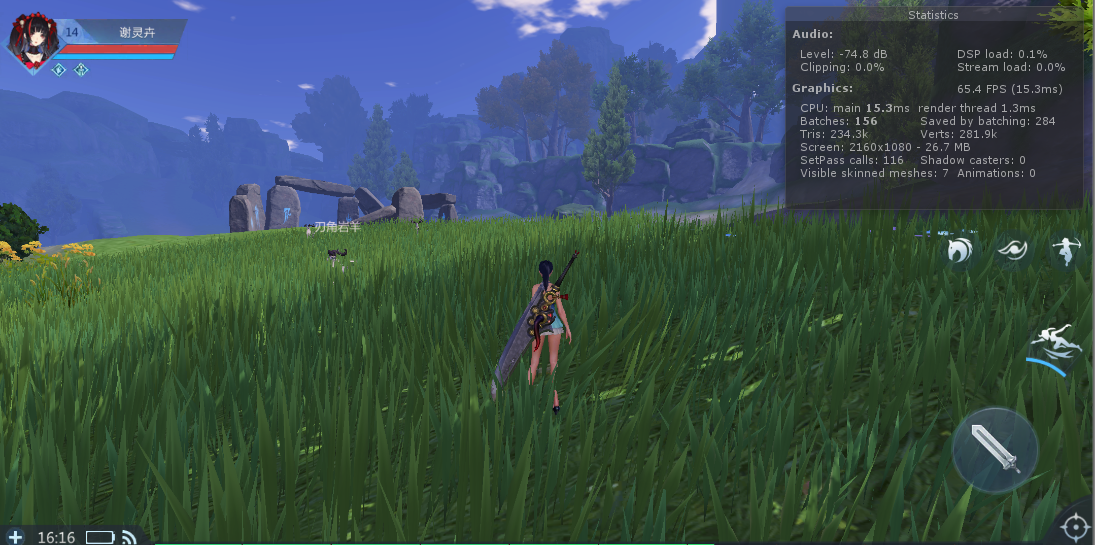 14 谢灵卉
Statistics
Audio:
Level: -74.8 dB DSP load: 0.1%
Clipping: 0.0% Stream load: 0.0%
Graphics: 65.4 FPS (15.3ms)
CPU: main 15.3ms render thread 1.3ms
Batches: 156 Saved by batching: 284
Tris: 234.3k Verts: 281.9k
Screen: 2160x1080 - 26.7 MB
SetPass calls: 116 Shadow casters: 0
Visible skinned meshes: 7 Animations: 0
刃角岩羊
16:16